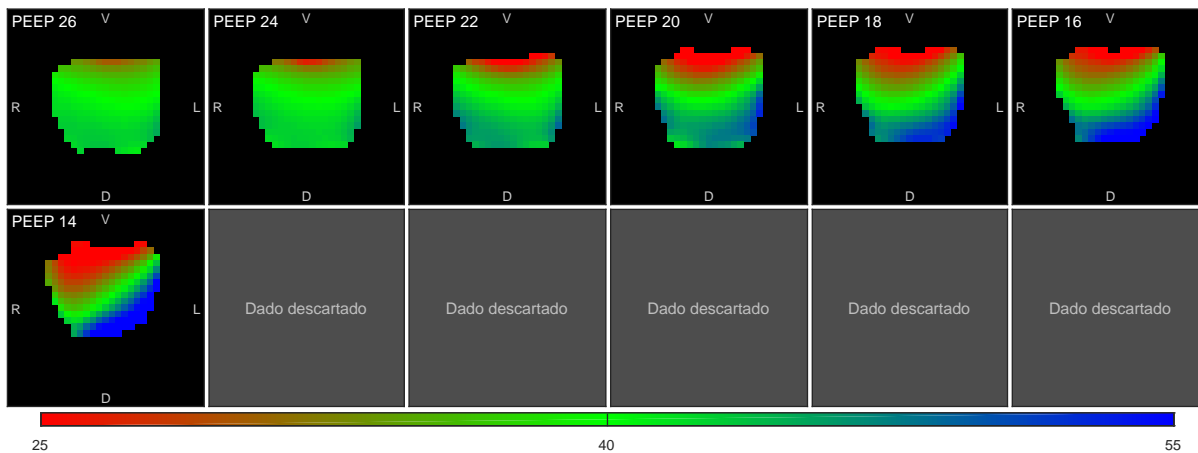 PEEP 26 V
R L
D
PEEP 24 V
R L
D
PEEP 22 V
R L
D
PEEP 20 V
R L
D
PEEP 18 V
R L
D
PEEP 16 V
R L
D
PEEP 14 V
R L
D
Dado descartado
Dado descartado
Dado descartado
Dado descartado
Dado descartado
25 40 55